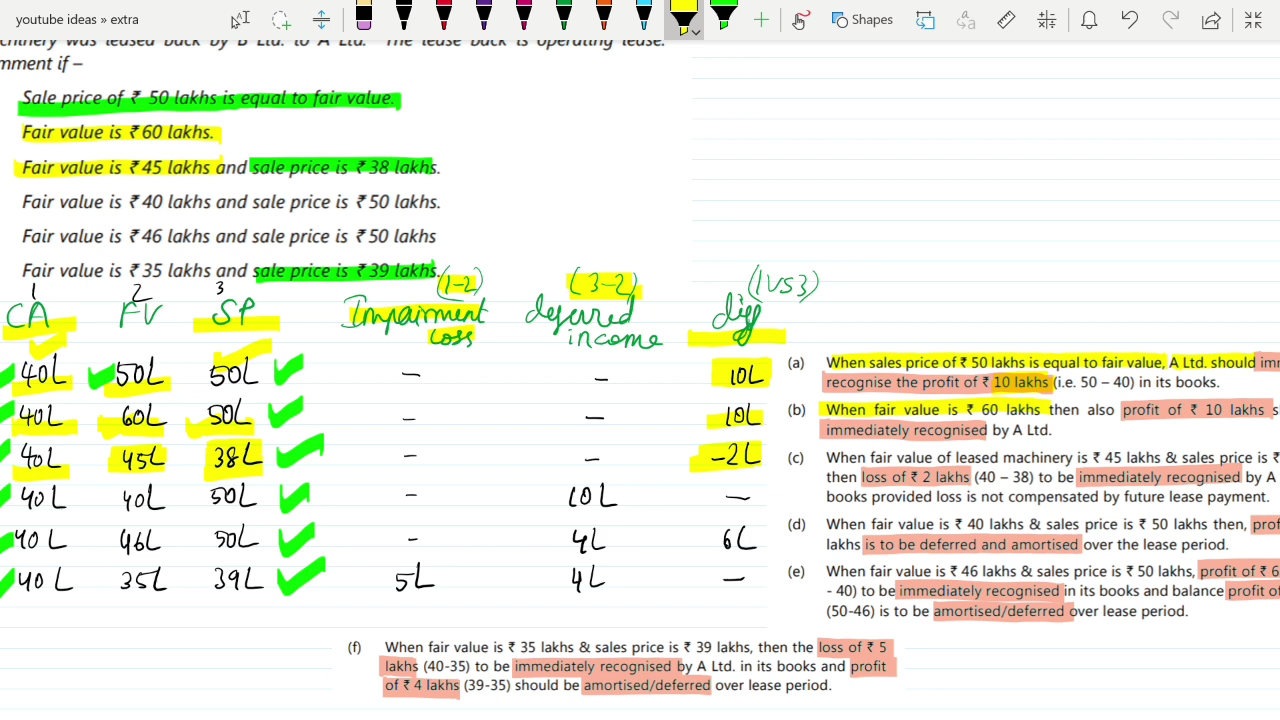 youtube ideas » extra
Shapes
chinery was leased back by B Ltd. to A Ltd. The lease back is operating lease.
mment if –
Sale price of ₹ 50 lakhs is equal to fair value.
Fair value is ₹ 60 lakhs.
Fair value is ₹ 45 lakhs and sale price is ₹ 38 lakhs.
Fair value is ₹ 40 lakhs and sale price is ₹ 50 lakhs.
Fair value is ₹ 46 lakhs and sale price is ₹ 50 lakhs
Fair value is ₹ 35 lakhs and sale price is ₹ 39 lakhs.
1 2 3 (1-2) (3-2) (1 vs 3)
CA FV SP Impairment loss deferred income diff
40L 50L 50L - - 10L
40L 60L 50L - - 10L
40L 45L 38L - - -2L
40L 40L 50L - 10L -
40L 46L 50L - 4L 6L
40L 35L 39L 5L 4L -
(a) When sales price of ₹ 50 lakhs is equal to fair value, A Ltd. should imm
recognise the profit of ₹ 10 lakhs (i.e. 50 – 40) in its books.
(b) When fair value is ₹ 60 lakhs then also profit of ₹ 10 lakhs s
immediately recognised by A Ltd.
(c) When fair value of leased machinery is ₹ 45 lakhs & sales price is ₹
then loss of ₹ 2 lakhs (40 – 38) to be immediately recognised by A
books provided loss is not compensated by future lease payment.
(d) When fair value is ₹ 40 lakhs & sales price is ₹ 50 lakhs then, prof
lakhs is to be deferred and amortised over the lease period.
(e) When fair value is ₹ 46 lakhs & sales price is ₹ 50 lakhs, profit of ₹ 6
- 40) to be immediately recognised in its books and balance profit of
(50-46) is to be amortised/deferred over lease period.
(f) When fair value is ₹ 35 lakhs & sales price is ₹ 39 lakhs, then the loss of ₹ 5
lakhs (40-35) to be immediately recognised by A Ltd. in its books and profit
of ₹ 4 lakhs (39-35) should be amortised/deferred over lease period.